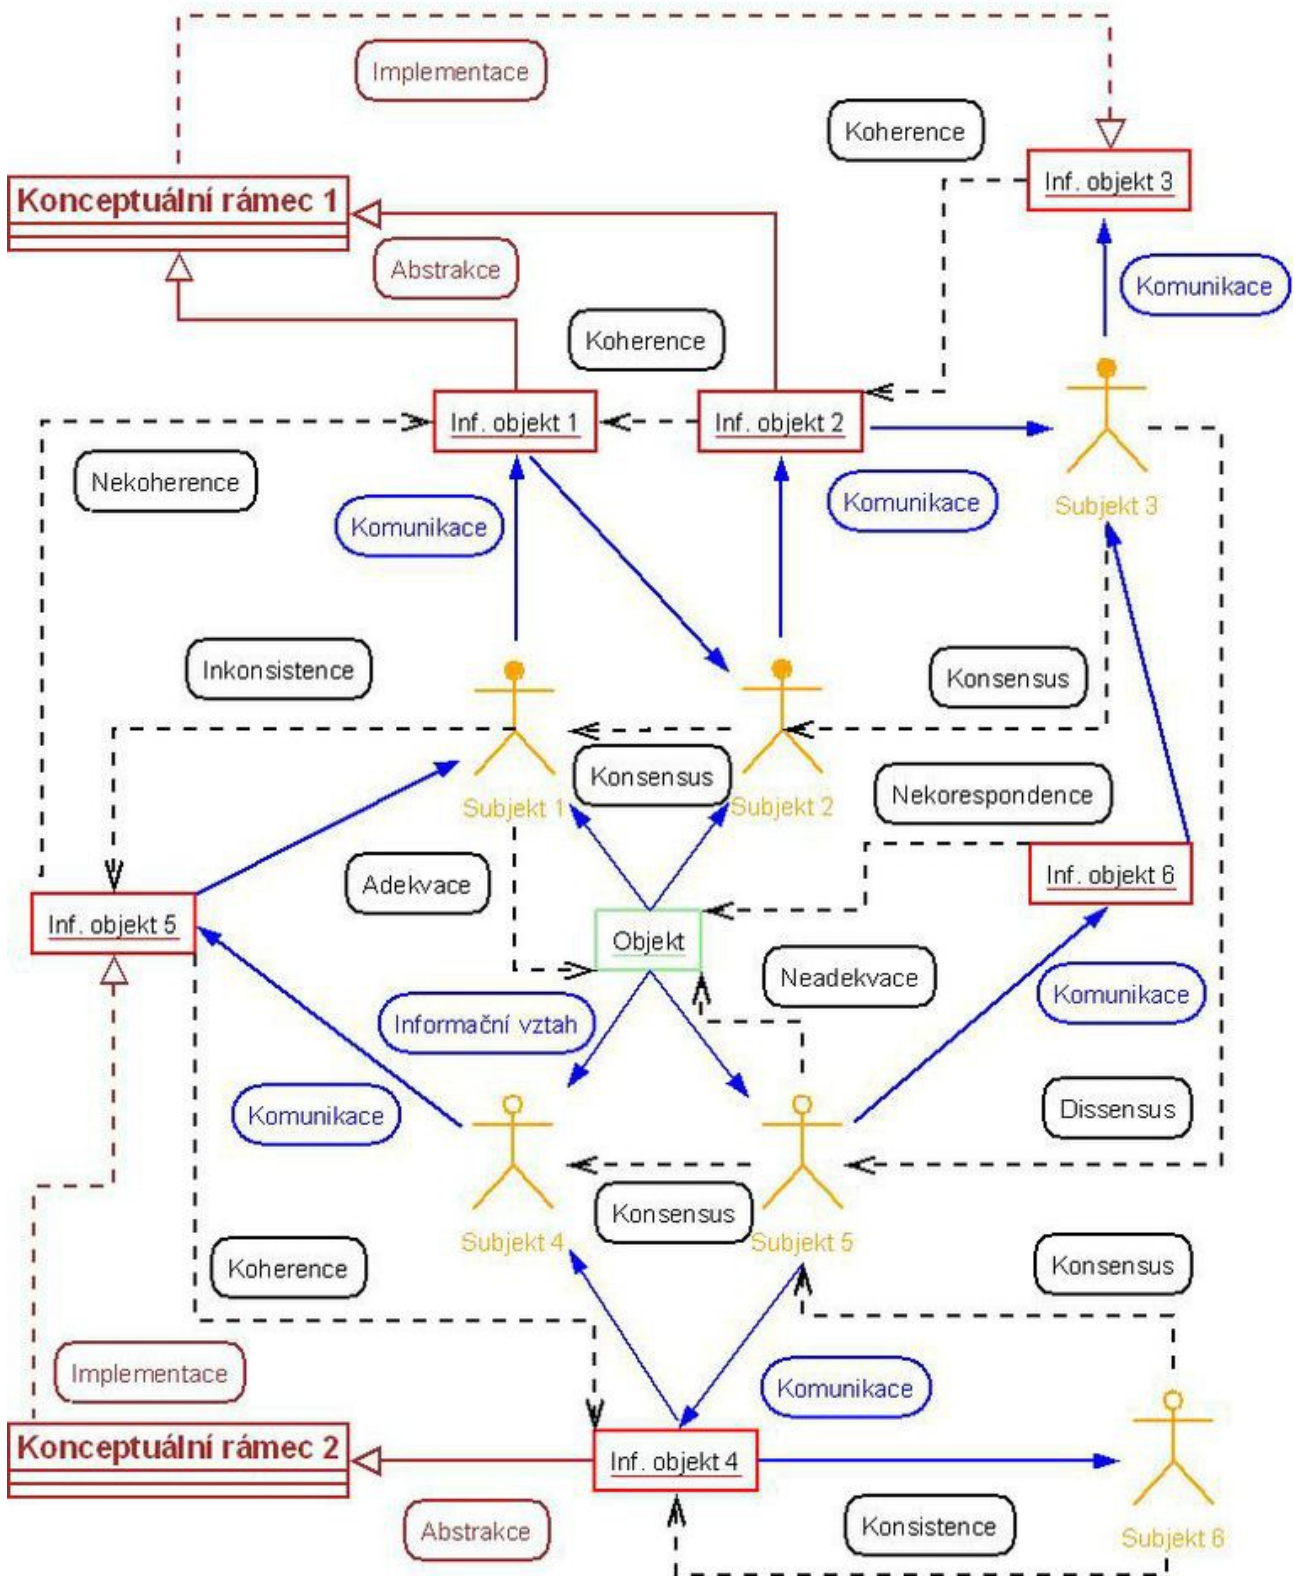 Implementace
Koherence
Inf. objekt 3
Konceptuální rámec 1
Abstrakce
Komunikace
Koherence
Inf. objekt 1
Inf. objekt 2
Nekoherence
Komunikace
Komunikace
Subjekt 3
Inkonsistence
Konsensus
Konsensus
Subjekt 1
Subjekt 2
Nekorespondence
Adekvace
Inf. objekt 6
Inf. objekt 5
Objekt
Neadekvace
Komunikace
Informační vztah
Komunikace
Dissensus
Konsensus
Subjekt 4
Subjekt 5
Koherence
Konsensus
Implementace
Komunikace
Konceptuální rámec 2
Inf. objekt 4
Abstrakce
Konsistence
Subjekt 6